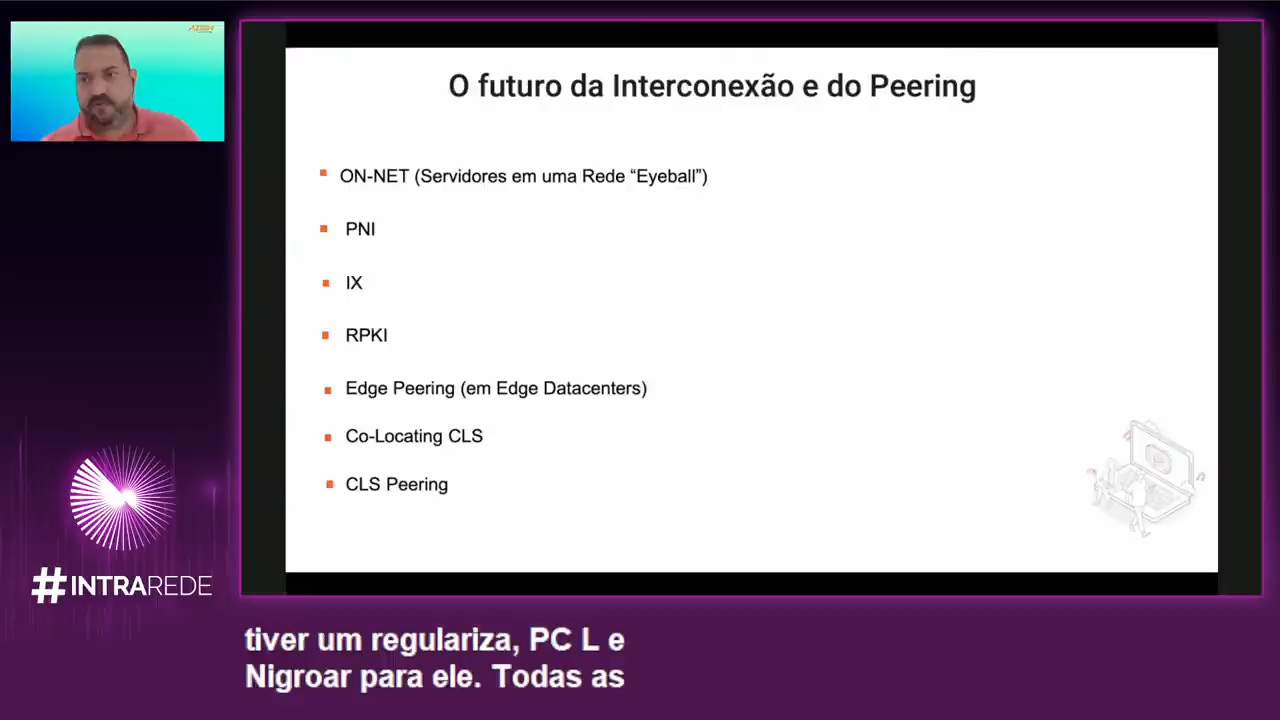 O futuro da Interconexão e do Peering
ON-NET (Servidores em uma Rede “Eyeball”)
PNI
IX
RPKI
Edge Peering (em Edge Datacenters)
Co-Locating CLS
CLS Peering
#INTRAREDE
tiver um regulariza, PC L e
Nigroar para ele. Todas as